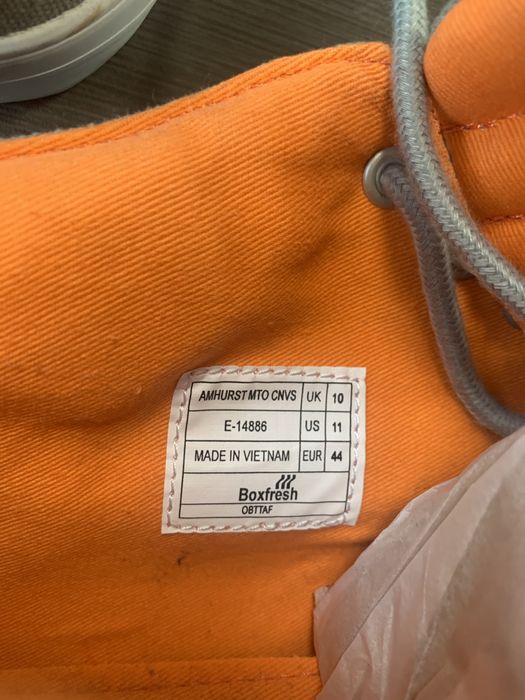 AMHURST MTO CNVS UK 10
E-14886 US 11
MADE IN VIETNAM EUR 44
Boxfresh
OBTTAF